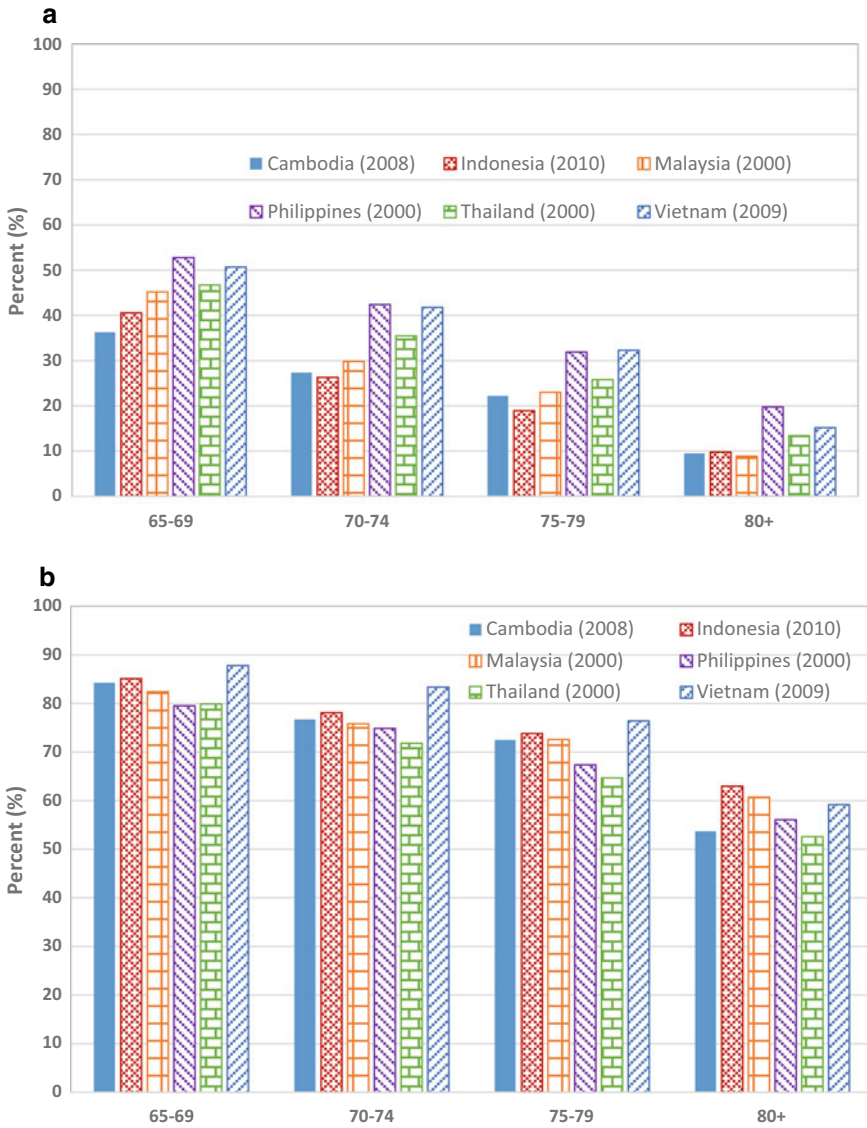 a
100
90
80
70
60
50
40
30
20
10
0
Percent (%)
Cambodia (2008) Indonesia (2010) Malaysia (2000)
Philippines (2000) Thailand (2000) Vietnam (2009)
65-69 70-74 75-79 80+
b
100
90
80
70
60
50
40
30
20
10
0
Percent (%)
Cambodia (2008) Indonesia (2010)
Malaysia (2000) Philippines (2000)
Thailand (2000) Vietnam (2009)
65-69 70-74 75-79 80+